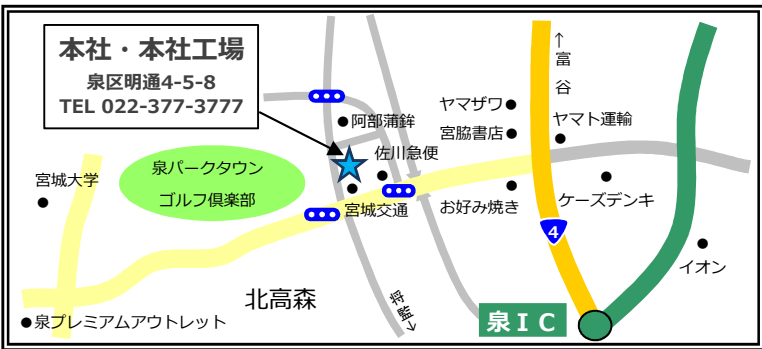 本社・本社工場
泉区明通4-5-8
TEL 022-377-3777
↑富谷
ヤマザワ
阿部蒲鉾
宮脇書店
ヤマト運輸
佐川急便
泉パークタウン
ゴルフ倶楽部
宮城大学
宮城交通
お好み焼き
ケーズデンキ
4
イオン
北高森
将監→
泉IC
泉プレミアムアウトレット